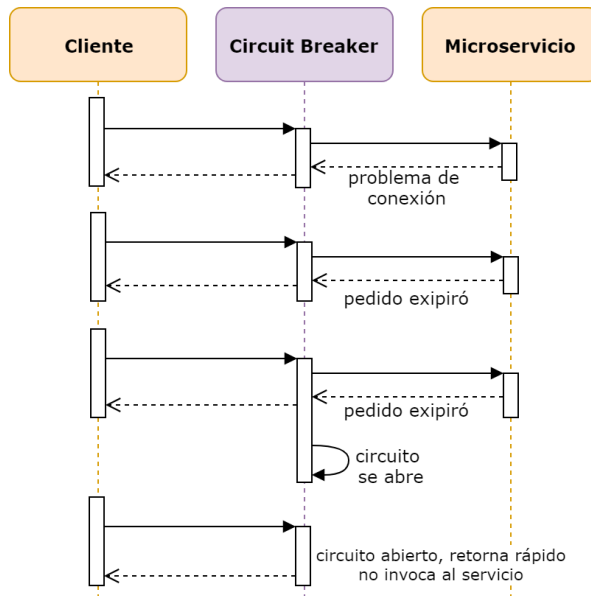 Cliente
Circuit Breaker
Microservicio
problema de
conexión
pedido exipiró
pedido exipiró
circuito
se abre
circuito abierto, retorna rápido
no invoca al servicio